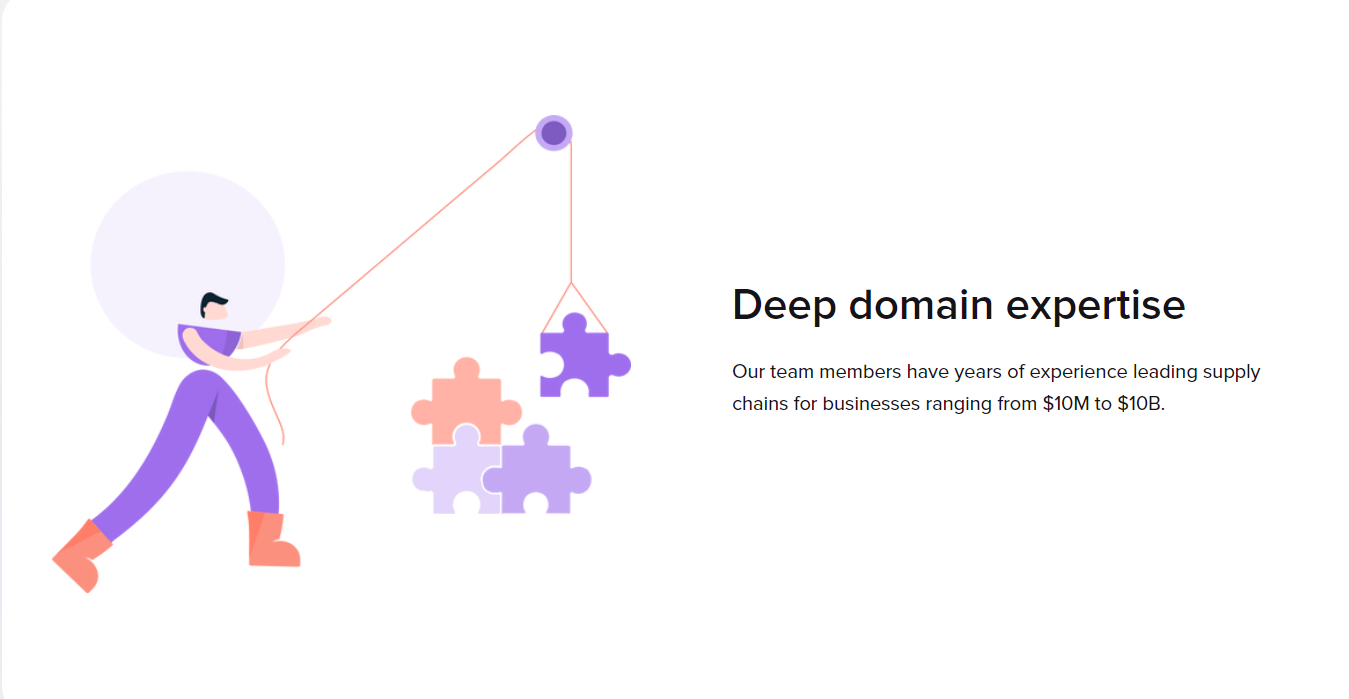 Deep domain expertise
Our team members have years of experience leading supply
chains for businesses ranging from $10M to $10B.